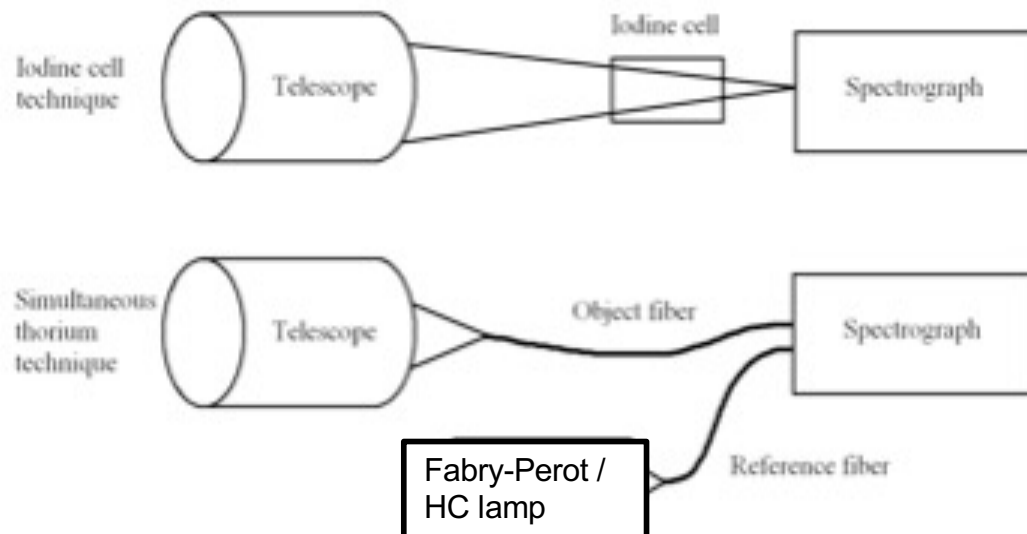 Iodine cell
Iodine cell
technique
Telescope
Spectrograph
Simultaneous
thorium
technique
Telescope
Object fiber
Spectrograph
Fabry-Perot /
HC lamp
Reference fiber